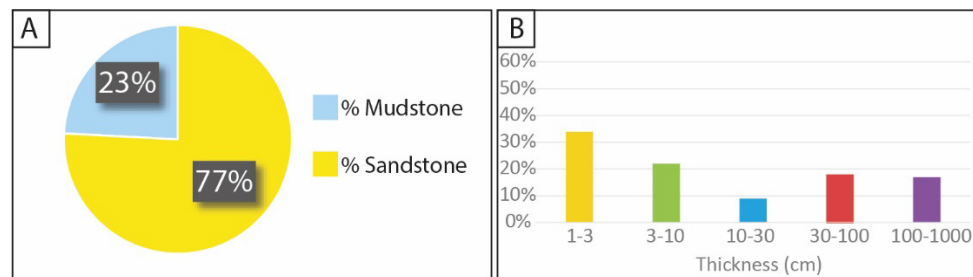 A
23%
77%
% Mudstone
% Sandstone
B
60%
50%
40%
30%
20%
10%
0%
1-3 3-10 10-30 30-100 100-1000
Thickness (cm)